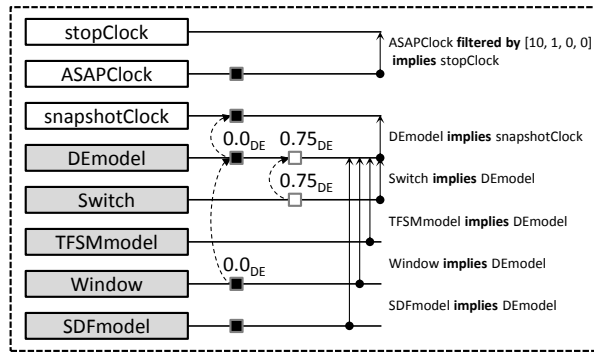 stopClock
ASAPClock filtered by [10, 1, 0, 0]
implies stopClock
ASAPClock
snapshotClock
0.0DE 0.75DE
DEmodel implies snapshotClock
DEmodel
0.75DE
Switch implies DEmodel
Switch
TFSMmodel implies DEmodel
TFSMmodel
0.0DE
Window implies DEmodel
Window
SDFmodel implies DEmodel
SDFmodel